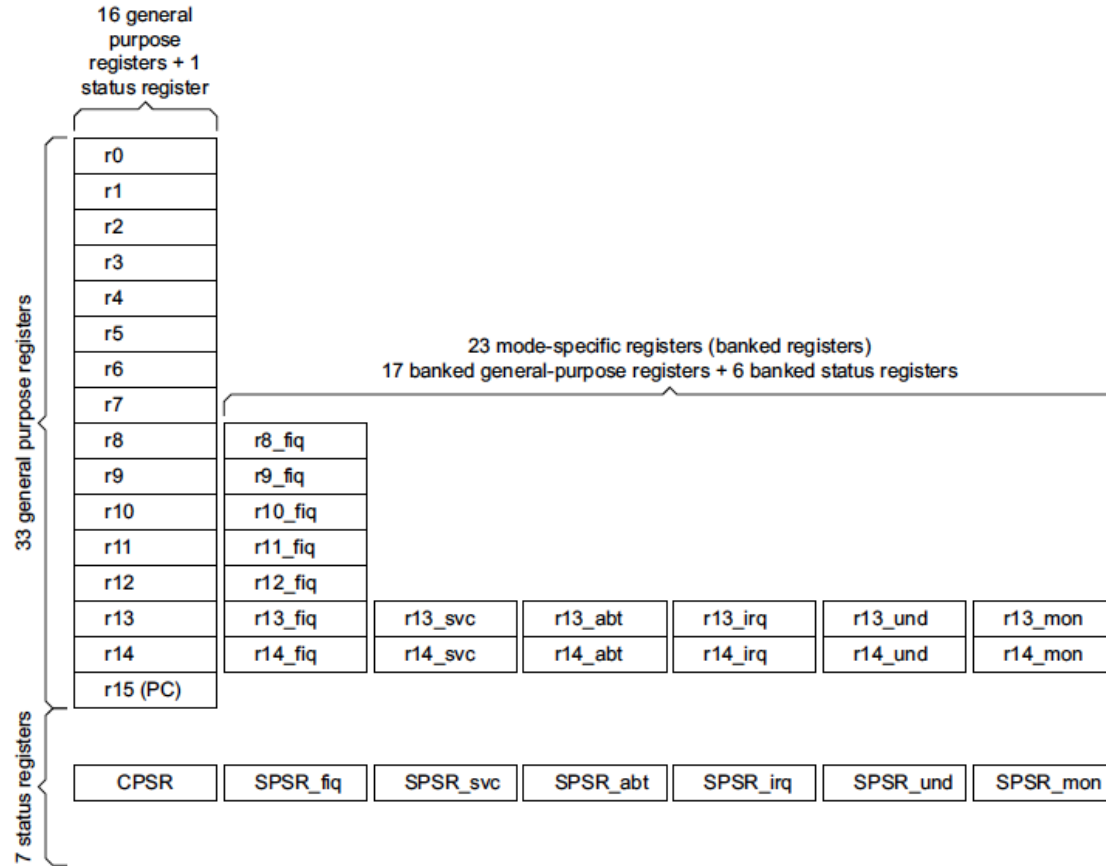 16 general
purpose
registers + 1
status register
33 general purpose registers
23 mode-specific registers (banked registers)
17 banked general-purpose registers + 6 banked status registers
r0
r1
r2
r3
r4
r5
r6
r7
r8 r8_fiq
r9 r9_fiq
r10 r10_fiq
r11 r11_fiq
r12 r12_fiq
r13 r13_fiq r13_svc r13_abt r13_irq r13_und r13_mon
r14 r14_fiq r14_svc r14_abt r14_irq r14_und r14_mon
r15 (PC)
7 status registers
CPSR SPSR_fiq SPSR_svc SPSR_abt SPSR_irq SPSR_und SPSR_mon